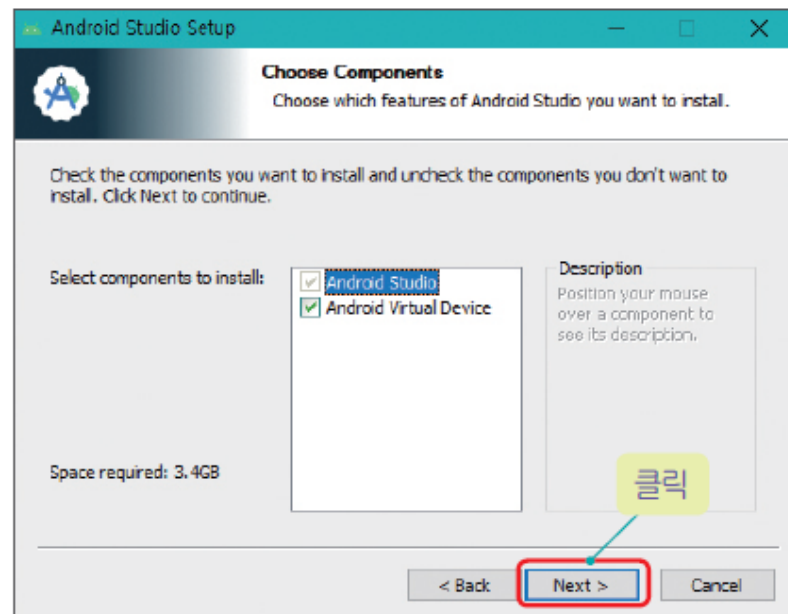 Android Studio Setup
Choose Components
Choose which features of Android Studio you want to install.
Check the components you want to install and uncheck the components you don't want to
install. Click Next to continue.
Select components to install:
Android Studio
Android Virtual Device
Description
Position your mouse
over a component to
see its description.
Space required: 3.4GB
클릭
< Back
Next >
Cancel